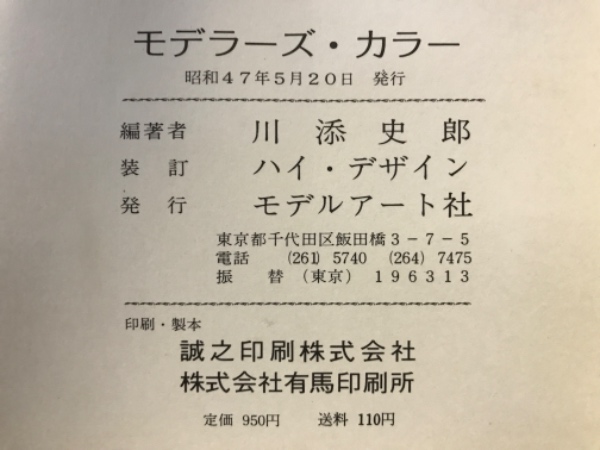 モデラーズ・カラー
昭和47年5月20日 発行
編著者 川添史郎
装訂 ハイ・デザイン
発行 モデルアート社
東京都千代田区飯田橋3-7-5
電話 (261) 5740 (264) 7475
振替 (東京) 196313
印刷・製本
誠之印刷株式会社
株式会社有馬印刷所
定価 950円 送料 110円